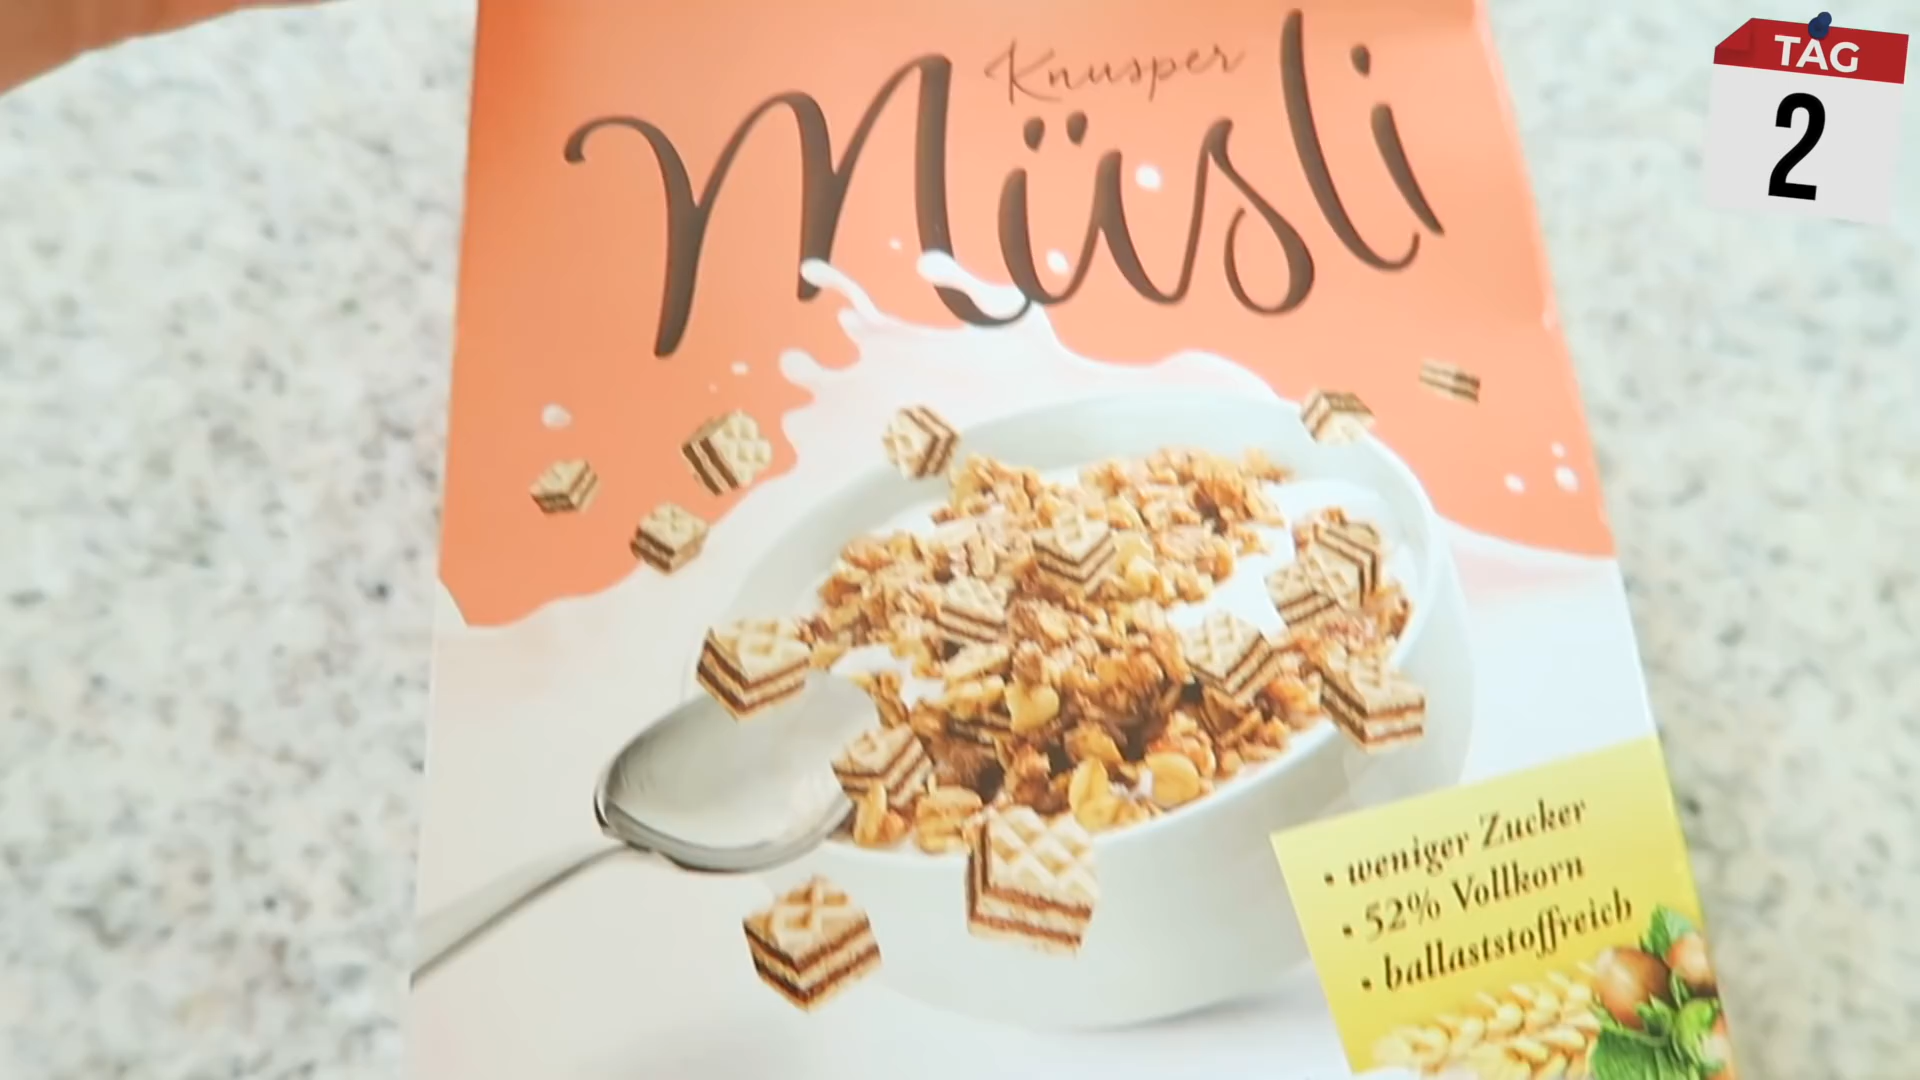 Knusper
Müsli
TAG
2
• weniger Zucker
• 52% Vollkorn
• ballaststoffreich